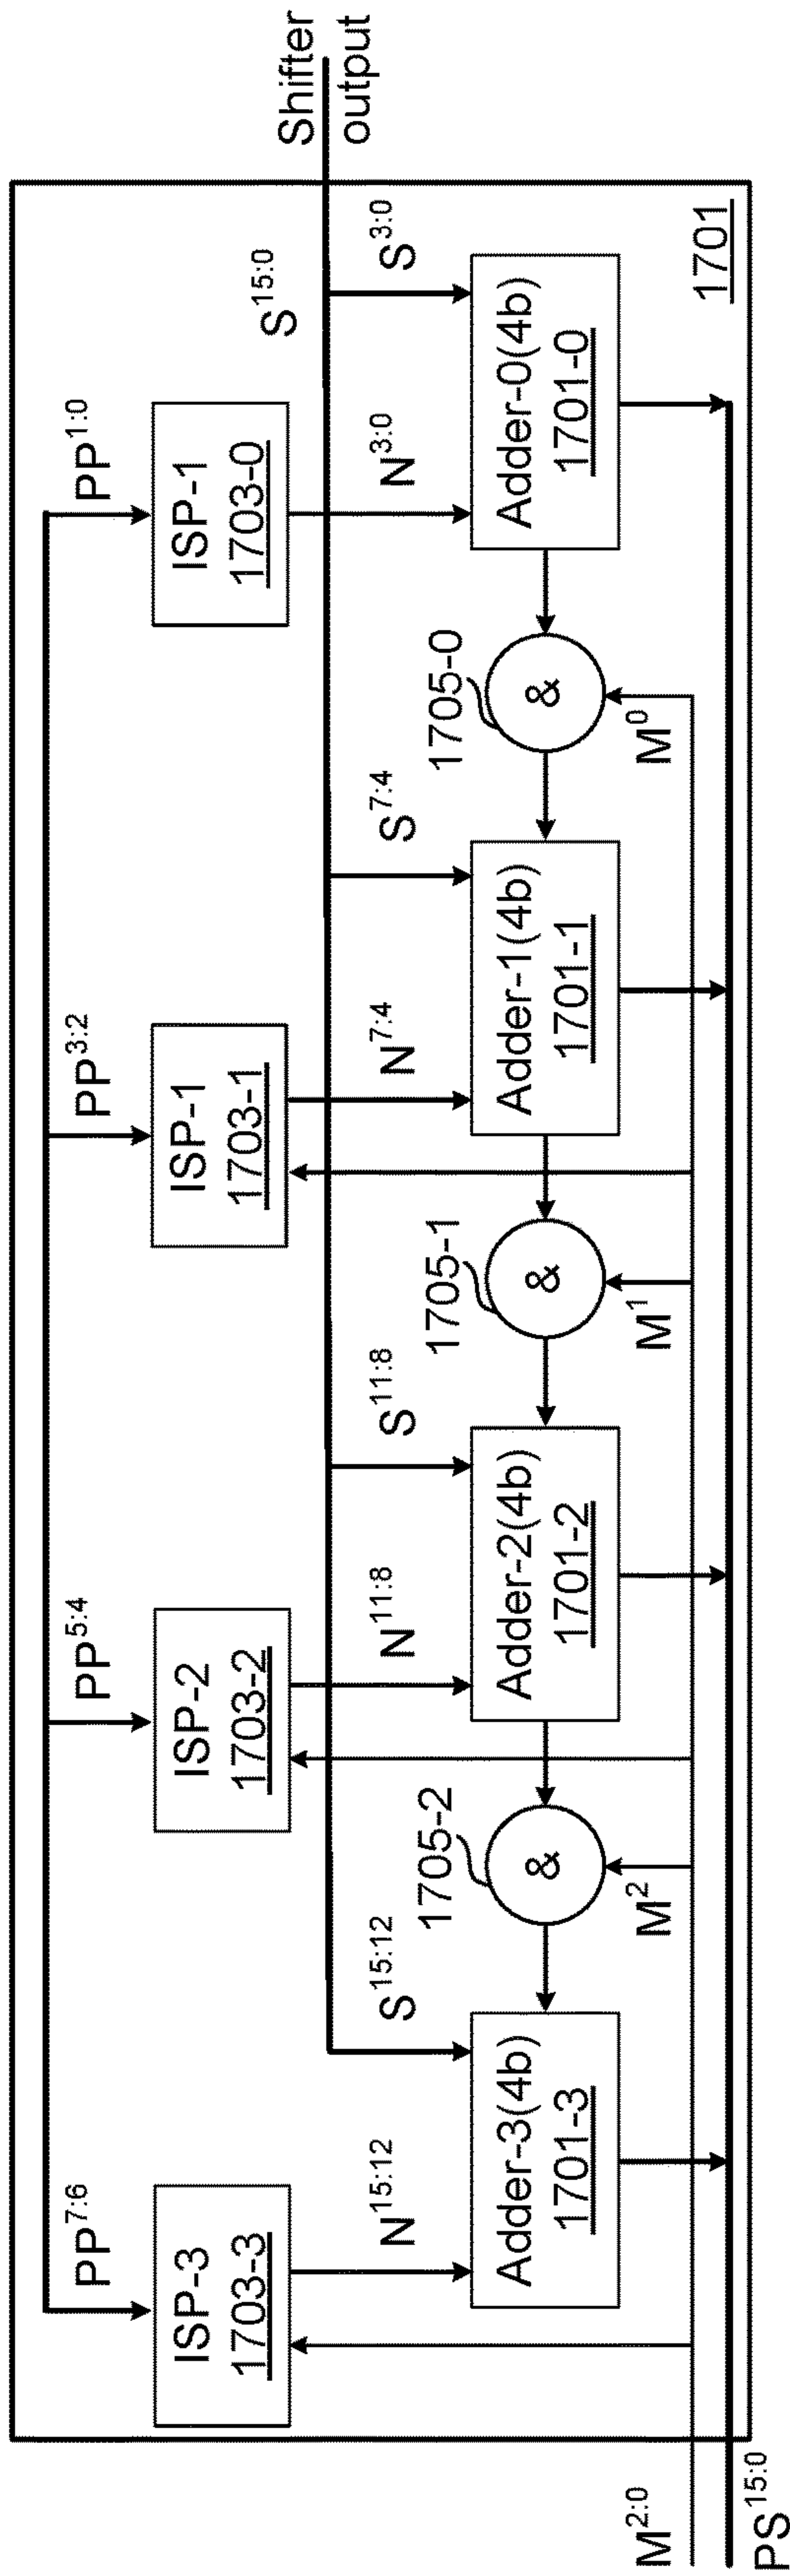 Shifter
output
S15:0
PP7:6
PP5:4
PP3:2
PP1:0
ISP-3
1703-3
ISP-2
1703-2
ISP-1
1703-1
ISP-1
1703-0
N15:12
S15:12
N11:8
S11:8
N7:4
S7:4
N3:0
S3:0
1705-2
1705-1
1705-0
Adder-3(4b)
1701-3
&
Adder-2(4b)
1701-2
&
Adder-1(4b)
1701-1
&
Adder-0(4b)
1701-0
M2
M1
M0
1701
M2:0
PS15:0